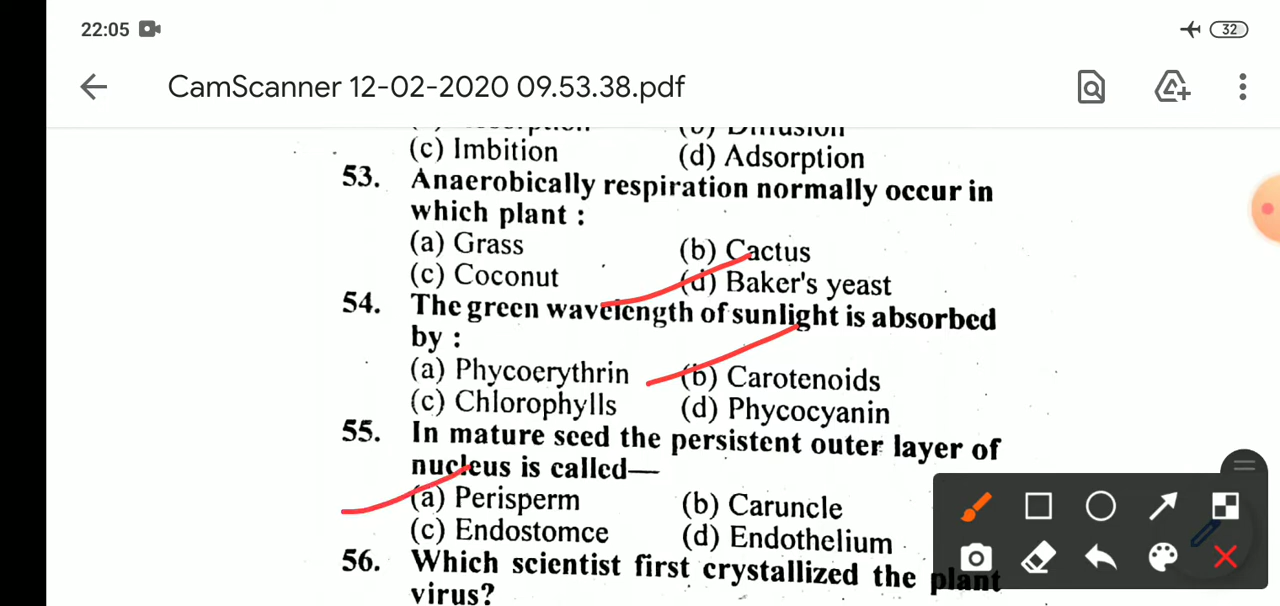 22:05
32
CamScanner 12-02-2020 09.53.38.pdf
(b) Diffusion
(c) Imbition (d) Adsorption
53. Anaerobically respiration normally occur in
which plant :
(a) Grass (b) Cactus
(c) Coconut (d) Baker's yeast
54. The green wavelength of sunlight is absorbed
by :
(a) Phycoerythrin (b) Carotenoids
(c) Chlorophylls (d) Phycocyanin
55. In mature seed the persistent outer layer of
nucleus is called—
(a) Perisperm (b) Caruncle
(c) Endostomce (d) Endothelium
56. Which scientist first crystallized the plant
virus?